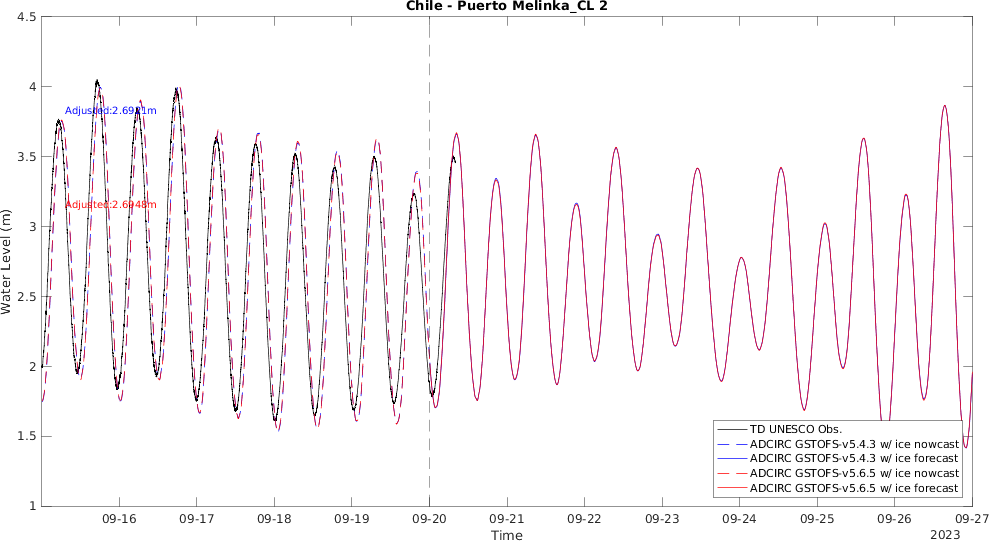 Chile - Puerto Melinka_CL 2
4.5
4
3.5
3
2.5
2
1.5
1
Water Level (m)
Adjusted:2.6948m
TD UNESCO Obs.
ADCIRC GSTOFS-v5.4.3 w/ ice nowcast
ADCIRC GSTOFS-v5.4.3 w/ ice forecast
ADCIRC GSTOFS-v5.6.5 w/ ice nowcast
ADCIRC GSTOFS-v5.6.5 w/ ice forecast
09-16 09-17 09-18 09-19 09-20 09-21 09-22 09-23 09-24 09-25 09-26 09-27
Time
2023